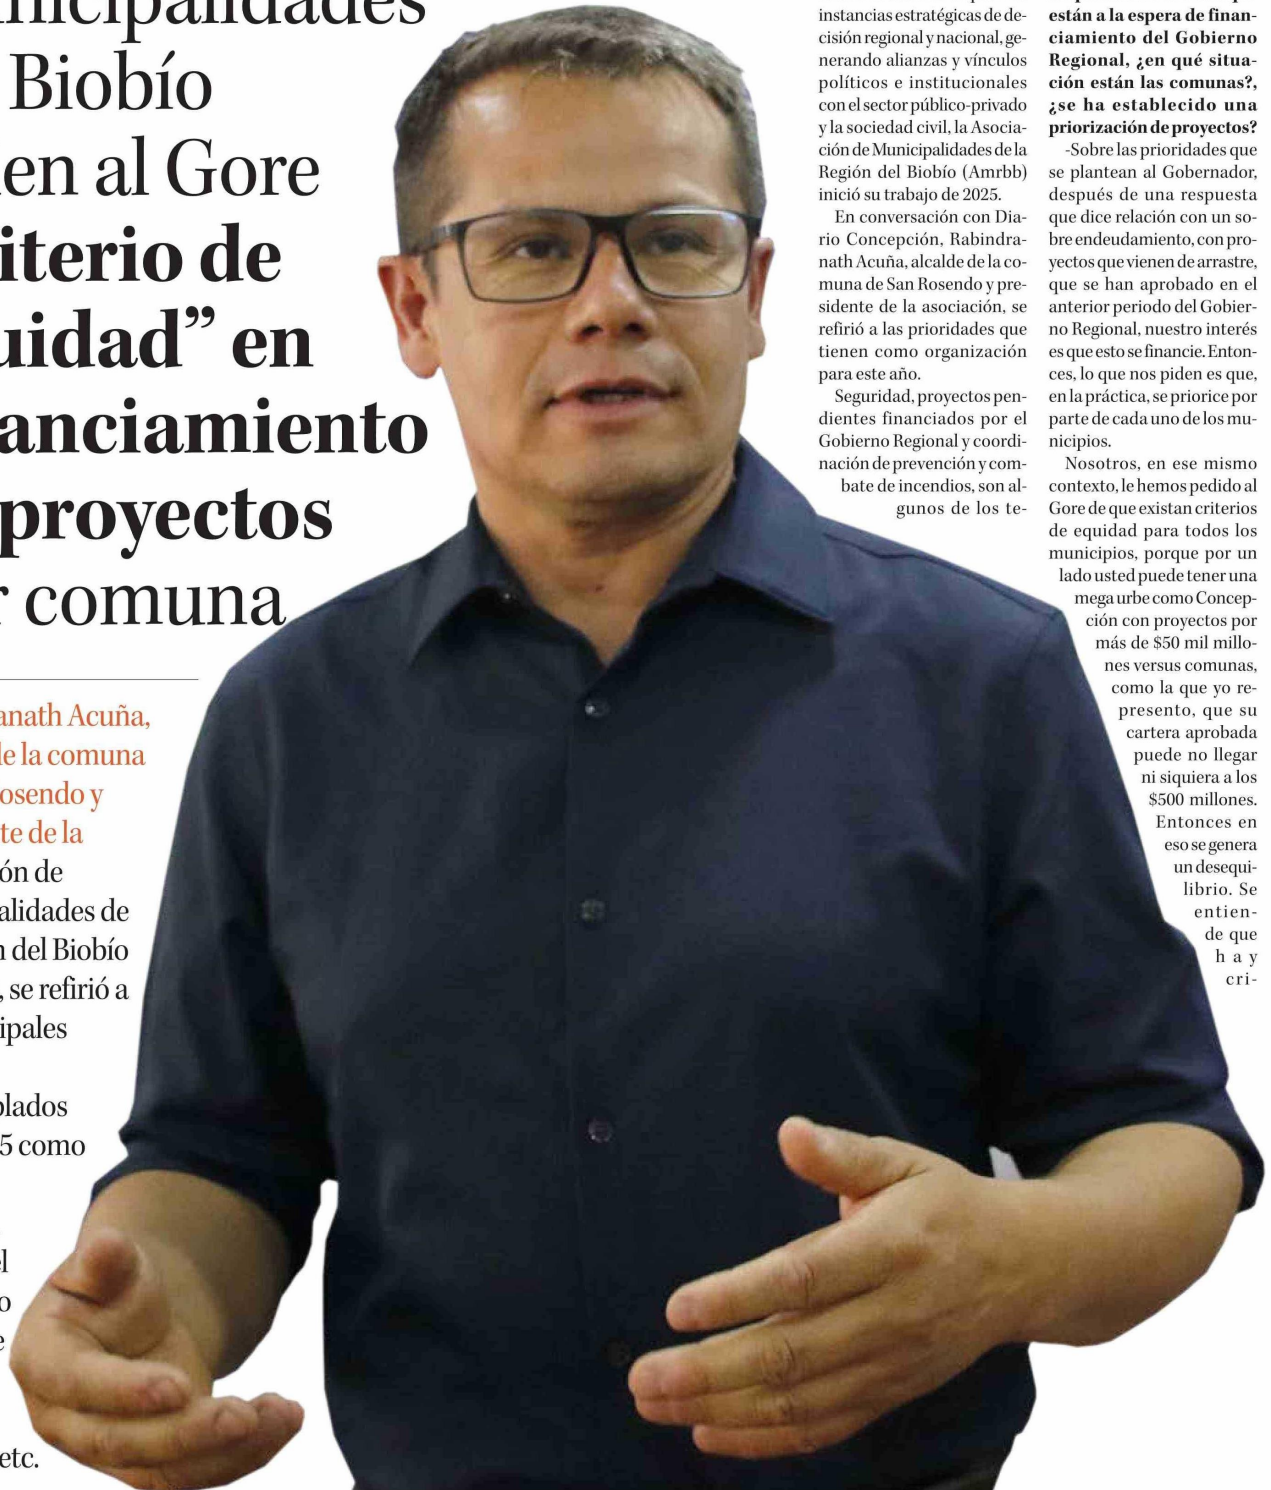 nicipalidades
Biobío
en al Gore
iterio de
uidad” en
anciamiento
proyectos
r comuna
anath Acuña,
de la comuna
osendo y
te de la
ón de
alidades de
n del Biobío
, se refirió a
ipales
blados
5 como
el
o
e
etc.
instancias estratégicas de de-
cisión regional y nacional, ge-
nerando alianzas y vínculos
políticos e institucionales
con el sector público-privado
y la sociedad civil, la Asocia-
ción de Municipalidades de la
Región del Biobío (Amrbb)
inició su trabajo de 2025.
En conversación con Dia-
rio Concepción, Rabindra-
nath Acuña, alcalde de la co-
muna de San Rosendo y pre-
sidente de la asociación, se
refirió a las prioridades que
tienen como organización
para este año.
Seguridad, proyectos pen-
dientes financiados por el
Gobierno Regional y coordi-
nación de prevención y com-
bate de incendios, son al-
gunos de los te-
están a la espera de finan-
ciamiento del Gobierno
Regional, ¿en qué situa-
ción están las comunas?,
¿se ha establecido una
priorización de proyectos?
-Sobre las prioridades que
se plantean al Gobernador,
después de una respuesta
que dice relación con un so-
bre endeudamiento, con pro-
yectos que vienen de arrastre,
que se han aprobado en el
anterior periodo del Gobier-
no Regional, nuestro interés
es que esto se financie. Enton-
ces, lo que nos piden es que,
en la práctica, se priorice por
parte de cada uno de los mu-
nicipios.
Nosotros, en ese mismo
contexto, le hemos pedido al
Gore de que existan criterios
de equidad para todos los
municipios, porque por un
lado usted puede tener una
mega urbe como Concep-
ción con proyectos por
más de $50 mil millo-
nes versus comunas,
como la que yo re-
presento, que su
cartera aprobada
puede no llegar
ni siquiera a los
$500 millones.
Entonces en
eso se genera
un desequi-
librio. Se
entien-
de que
hay
cri-